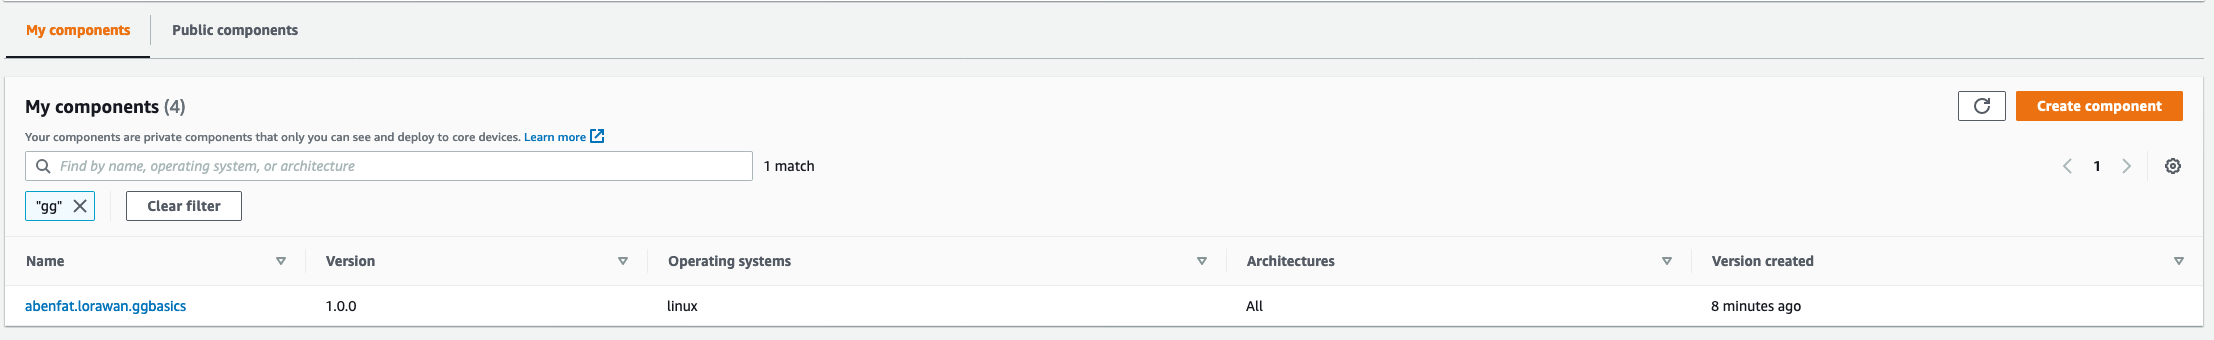 My components Public components
My components (4)
Create component
Your components are private components that only you can see and deploy to core devices. Learn more
Find by name, operating system, or architecture 1 match 1
"gg" Clear filter
Name Version Operating systems Architectures Version created
abenfat.lorawan.ggbasics 1.0.0 linux All 8 minutes ago